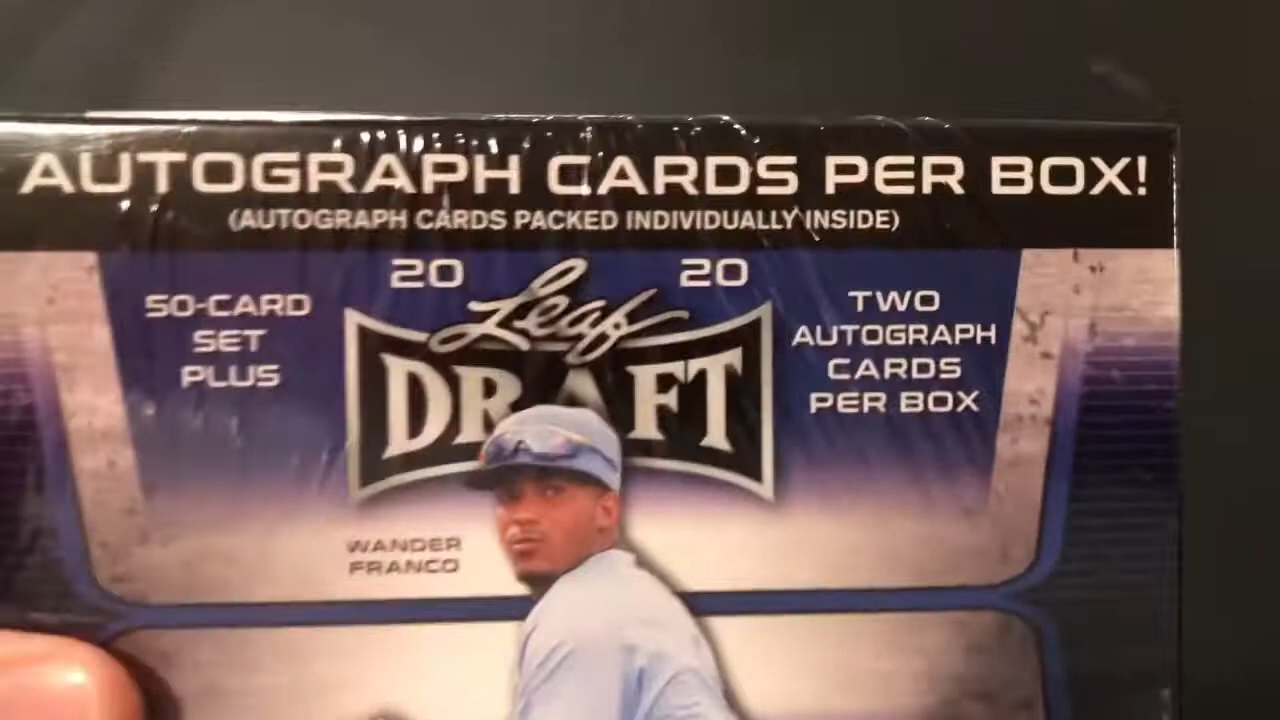 AUTOGRAPH CARDS PER BOX!
(AUTOGRAPH CARDS PACKED INDIVIDUALLY INSIDE)
20 Leaf 20
DRAFT
50-CARD
SET
PLUS
TWO
AUTOGRAPH
CARDS
PER BOX
WANDER
FRANCO